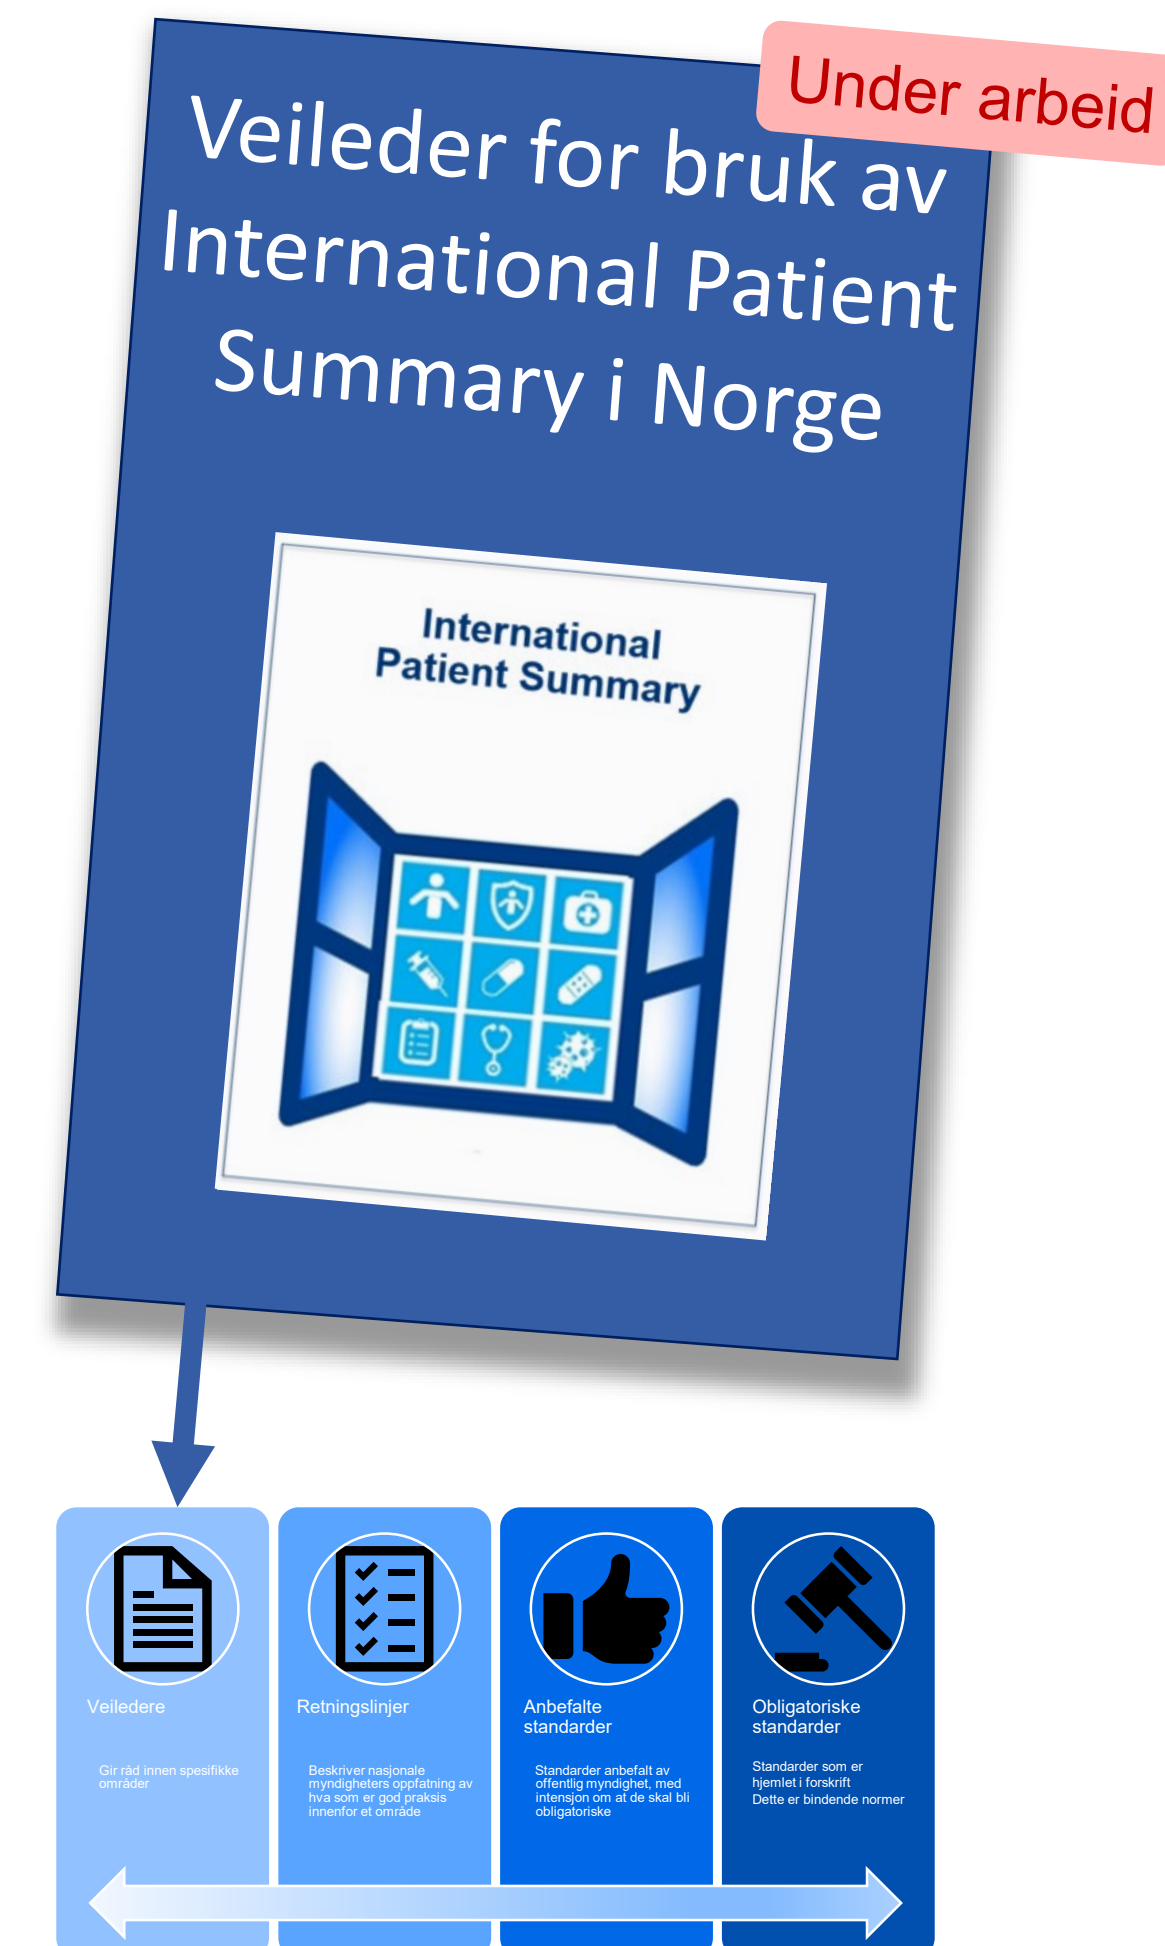 Under arbeid
Veileder for bruk av
International Patient
Summary i Norge
International
Patient Summary
Veiledere
Gir råd innen spesifikke
områder
Retningslinjer
Beskriver nasjonale
myndigheters oppfatning av
hva som er god praksis
innenfor et område
Anbefalte
standarder
Standarder anbefalt av
offentlig myndighet, med
intensjon om at de skal bli
obligatoriske
Obligatoriske
standarder
Standarder som er
hjemlet i forskrift
Dette er bindende normer